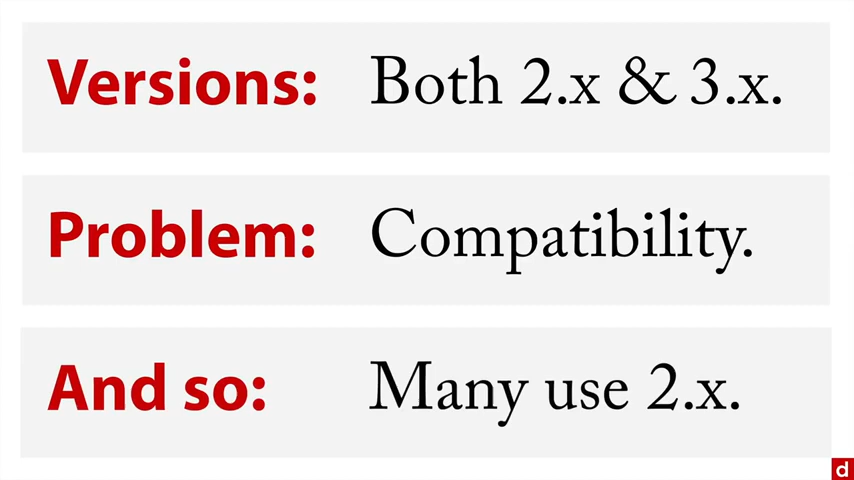 Versions: Both 2.x & 3.x.
Problem: Compatibility.
And so: Many use 2.x.
d